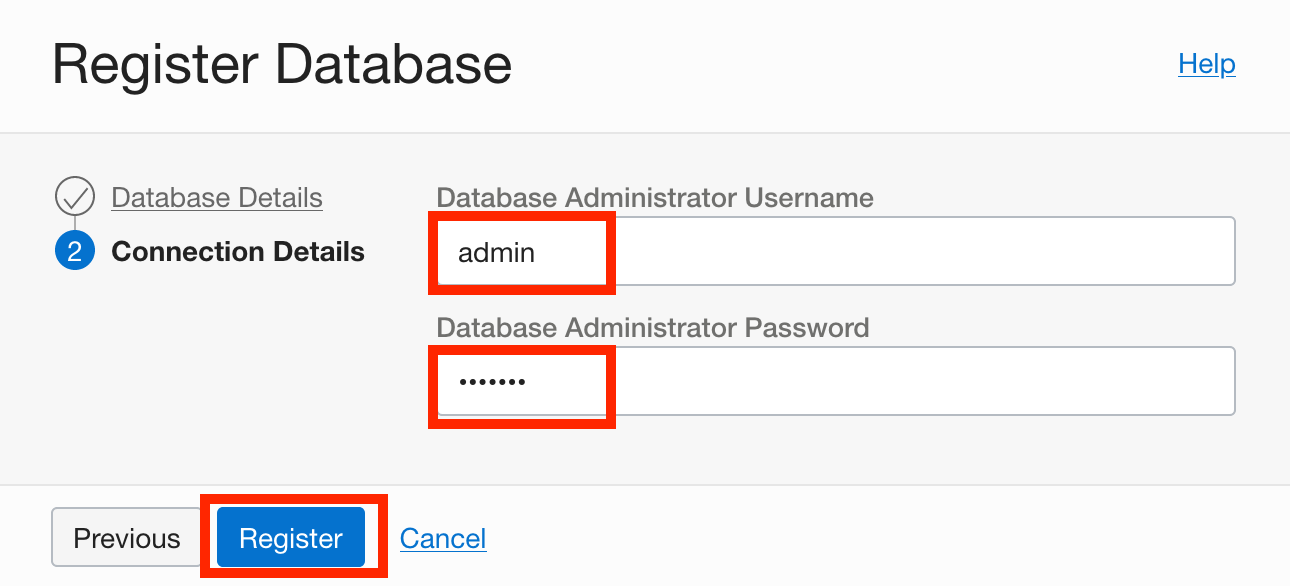 Register Database
Help
Database Details
2 Connection Details
Database Administrator Username
admin
Database Administrator Password
•••••••
Previous
Register
Cancel